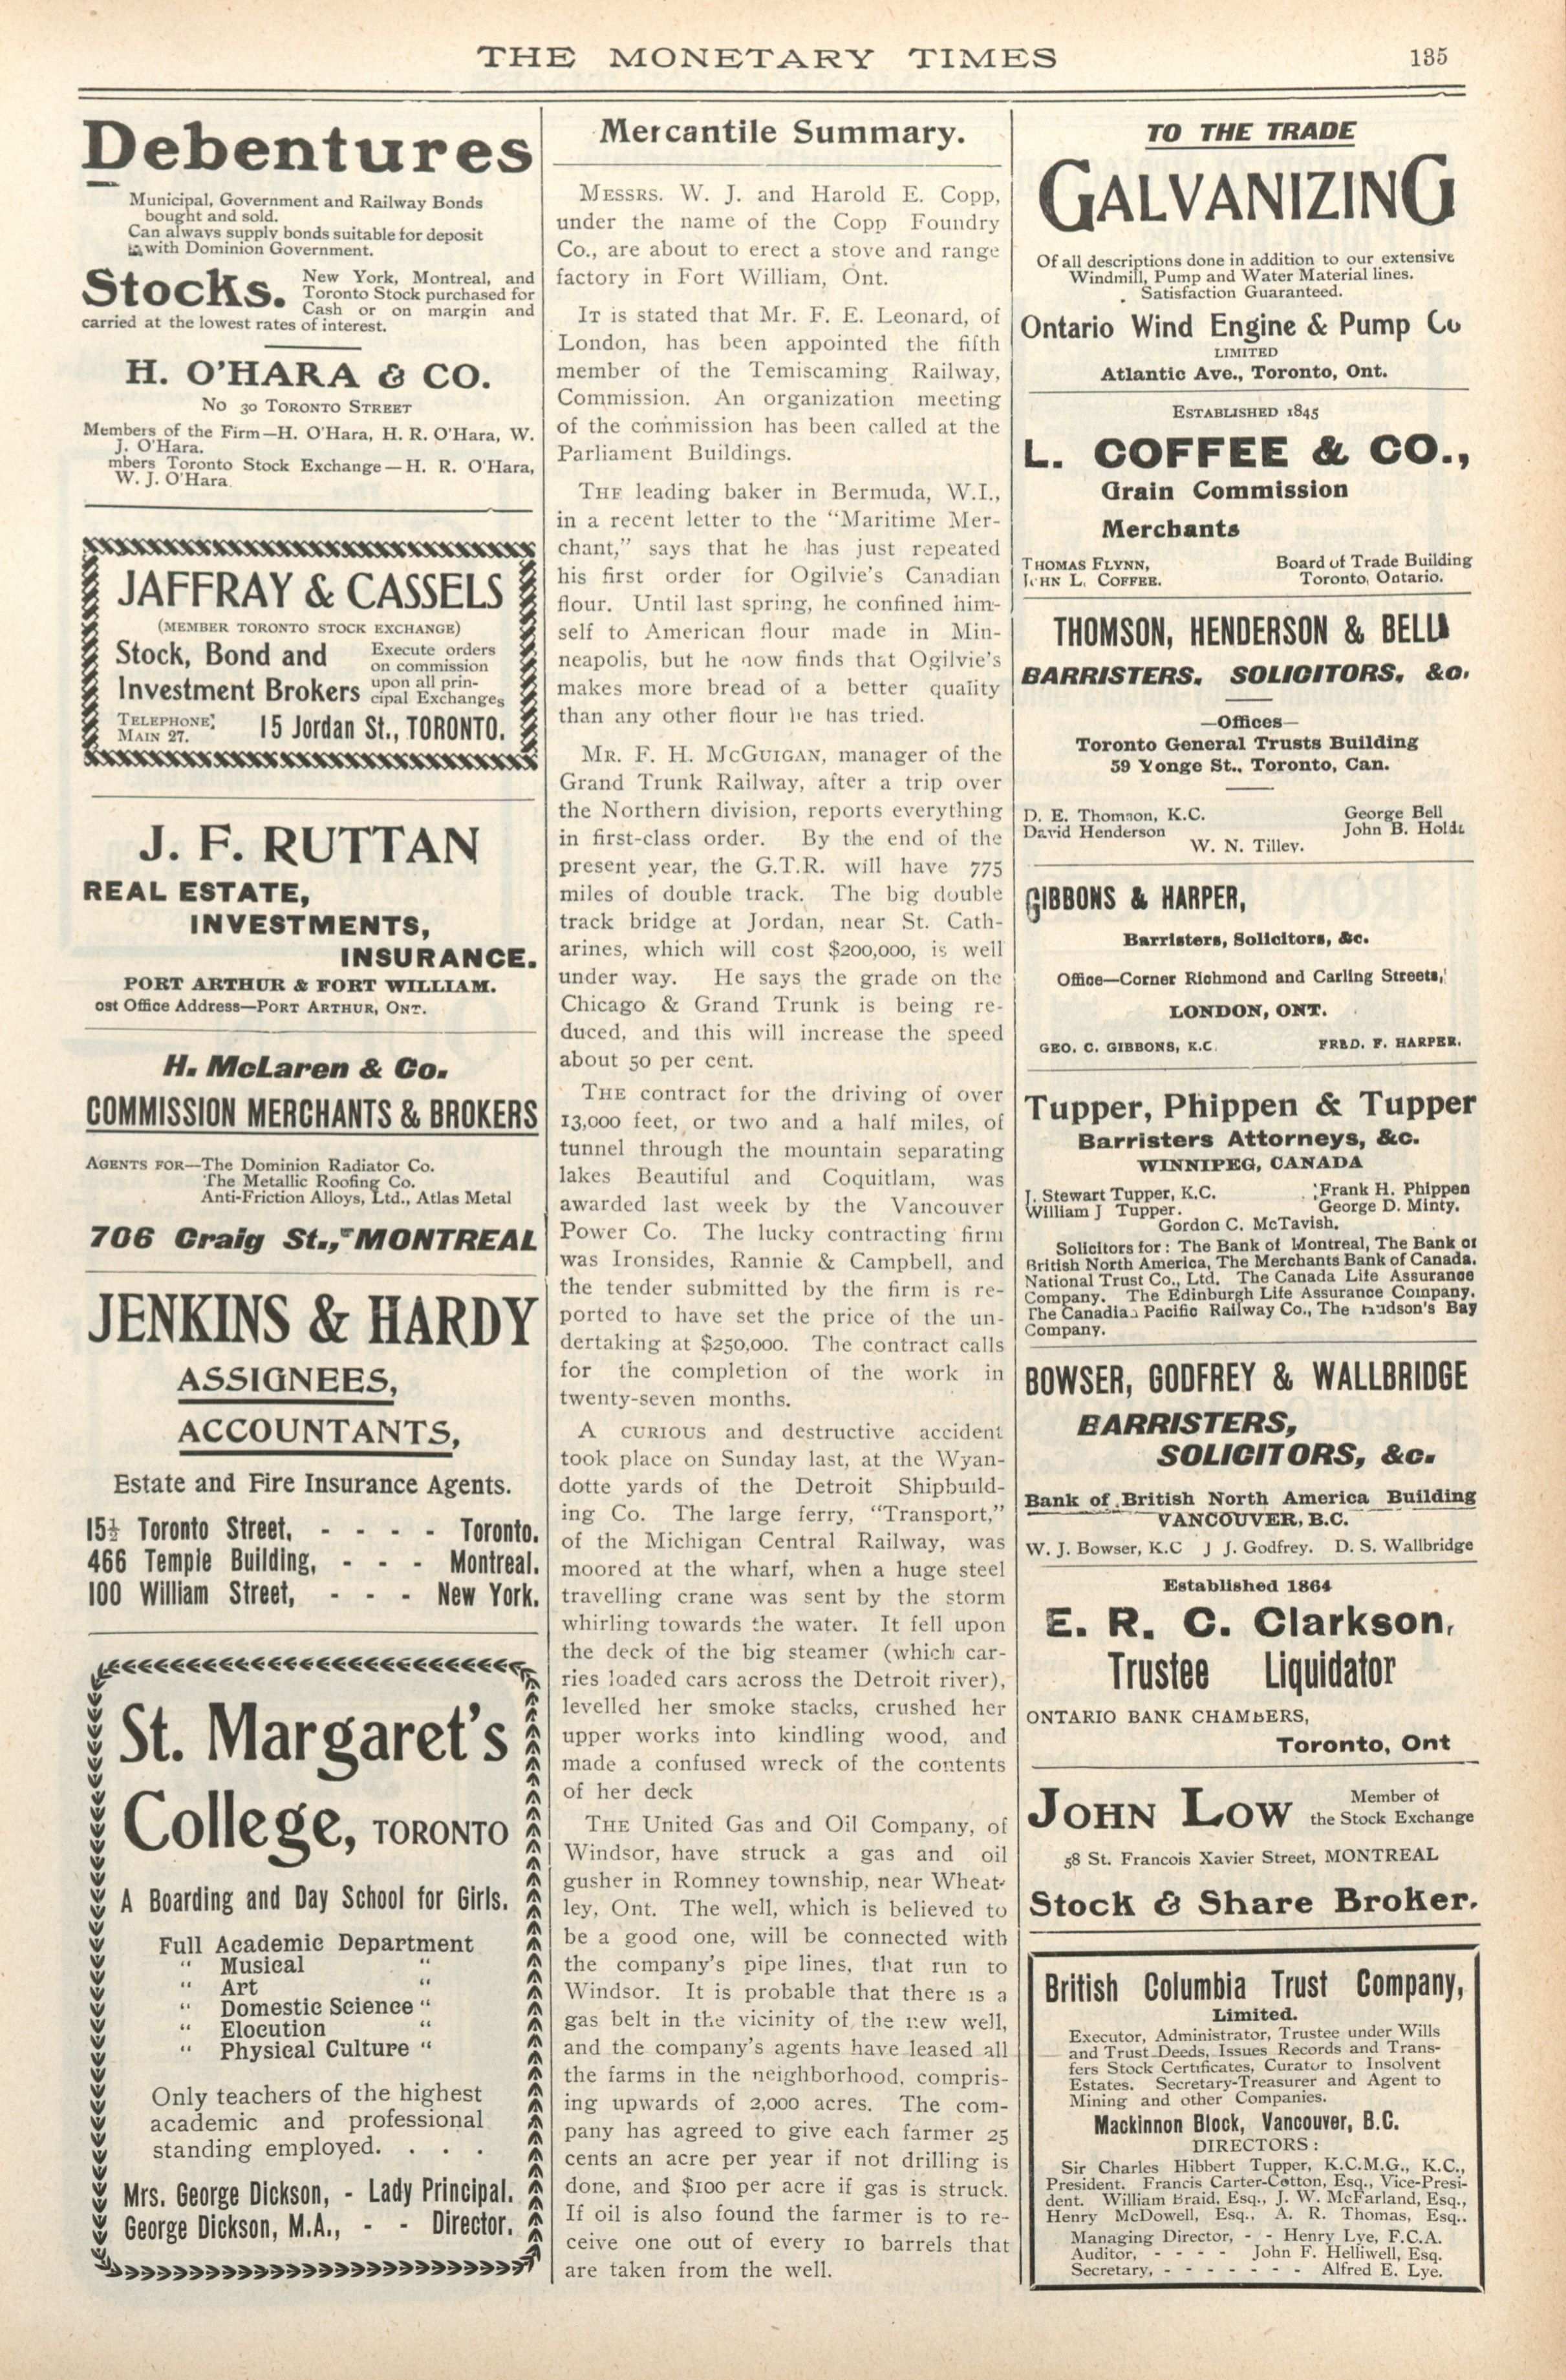 THE MONETARY TIMES
135
Debentures
Municipal, Government and Railway Bonds
bought and sold.
Can always supply bonds suitable for deposit
with Dominion Government.
Stocks.
New York, Montreal, and
Toronto Stock purchased for
Cash or on margin and
carried at the lowest rates of interest.
H. O'HARA & CO.
No 30 TORONTO STREET
Members of the Firm—H. O'Hara, H. R. O'Hara, W.
J. O'Hara.
mbers Toronto Stock Exchange—H. R. O'Hara,
W. J. O'Hara
JAFFRAY & CASSELS
(MEMBER TORONTO STOCK EXCHANGE)
Stock, Bond and
Investment Brokers
Execute orders
on commission
upon all prin-
cipal Exchanges
TELEPHONE
MAIN 27.
15 Jordan St., TORONTO.
J. F. RUTTAN
REAL ESTATE,
INVESTMENTS,
INSURANCE.
PORT ARTHUR & FORT WILLIAM.
ost Office Address—PORT ARTHUR, ONT.
H. McLaren & Co.
COMMISSION MERCHANTS & BROKERS
AGENTS FOR—The Dominion Radiator Co.
The Metallic Roofing Co.
Anti-Friction Alloys, Ltd., Atlas Metal
706 Craig St., MONTREAL
JENKINS & HARDY
ASSIGNEES,
ACCOUNTANTS,
Estate and Fire Insurance Agents.
15½ Toronto Street, - - - - Toronto.
466 Temple Building, - - - Montreal.
100 William Street, - - - New York.
St. Margaret's
College, TORONTO
A Boarding and Day School for Girls.
Full Academic Department
" Musical "
" Art "
" Domestic Science "
" Elocution "
" Physical Culture "
Only teachers of the highest
academic and professional
standing employed. . . .
Mrs. George Dickson, - Lady Principal.
George Dickson, M.A., - - Director.
Mercantile Summary.
MESSRS. W. J. and Harold E. Copp,
under the name of the Copp Foundry
Co., are about to erect a stove and range
factory in Fort William, Ont.
IT is stated that Mr. F. E. Leonard, of
London, has been appointed the fifth
member of the Temiscaming Railway,
Commission. An organization meeting
of the commission has been called at the
Parliament Buildings.
THE leading baker in Bermuda, W.I.,
in a recent letter to the "Maritime Mer-
chant," says that he has just repeated
his first order for Ogilvie's Canadian
flour. Until last spring, he confined him-
self to American flour made in Min-
neapolis, but he now finds that Ogilvie's
makes more bread of a better quality
than any other flour he has tried.
MR. F. H. MCGUIGAN, manager of the
Grand Trunk Railway, after a trip over
the Northern division, reports everything
in first-class order. By the end of the
present year, the G.T.R. will have 775
miles of double track. The big double
track bridge at Jordan, near St. Cath-
arines, which will cost $200,000, is well
under way. He says the grade on the
Chicago & Grand Trunk is being re-
duced, and this will increase the speed
about 50 per cent.
THE contract for the driving of over
13,000 feet, or two and a half miles, of
tunnel through the mountain separating
lakes Beautiful and Coquitlam, was
awarded last week by the Vancouver
Power Co. The lucky contracting firm
was Ironsides, Rannie & Campbell, and
the tender submitted by the firm is re-
ported to have set the price of the un-
dertaking at $250,000. The contract calls
for the completion of the work in
twenty-seven months.
A CURIOUS and destructive accident
took place on Sunday last, at the Wyan-
dotte yards of the Detroit Shipbuild-
ing Co. The large ferry, "Transport,"
of the Michigan Central Railway, was
moored at the wharf, when a huge steel
travelling crane was sent by the storm
whirling towards the water. It fell upon
the deck of the big steamer (which car-
ries loaded cars across the Detroit river),
levelled her smoke stacks, crushed her
upper works into kindling wood, and
made a confused wreck of the contents
of her deck
THE United Gas and Oil Company, of
Windsor, have struck a gas and oil
gusher in Romney township, near Wheat-
ley, Ont. The well, which is believed to
be a good one, will be connected with
the company's pipe lines, that run to
Windsor. It is probable that there is a
gas belt in the vicinity of the new well,
and the company's agents have leased all
the farms in the neighborhood, compris-
ing upwards of 2,000 acres. The com-
pany has agreed to give each farmer 25
cents an acre per year if not drilling is
done, and $100 per acre if gas is struck.
If oil is also found the farmer is to re-
ceive one out of every 10 barrels that
are taken from the well.
TO THE TRADE
GALVANIZING
Of all descriptions done in addition to our extensive
Windmill, Pump and Water Material lines.
Satisfaction Guaranteed.
Ontario Wind Engine & Pump Co
LIMITED
Atlantic Ave., Toronto, Ont.
ESTABLISHED 1845
L. COFFEE & CO.,
Grain Commission
Merchants
THOMAS FLYNN,
JOHN L. COFFEE.
Board of Trade Building
Toronto, Ontario.
THOMSON, HENDERSON & BELL
BARRISTERS, SOLICITORS, &c.
—Offices—
Toronto General Trusts Building
59 Yonge St., Toronto, Can.
D. E. Thomson, K.C.
David Henderson
George Bell
John B. Holde
W. N. Tilley.
GIBBONS & HARPER,
Barristers, Solicitors, &c.
Office—Corner Richmond and Carling Streets,
LONDON, ONT.
GEO. C. GIBBONS, K.C.
FRED. F. HARPER.
Tupper, Phippen & Tupper
Barristers Attorneys, &c.
WINNIPEG, CANADA
J. Stewart Tupper, K.C.
Frank H. Phippen
William J Tupper.
George D. Minty.
Gordon C. McTavish.
Solicitors for: The Bank of Montreal, The Bank of
British North America, The Merchants Bank of Canada.
National Trust Co., Ltd. The Canada Life Assurance
Company. The Edinburgh Life Assurance Company.
The Canadian Pacific Railway Co., The Hudson's Bay
Company.
BOWSER, GODFREY & WALLBRIDGE
BARRISTERS,
SOLICITORS, &c.
Bank of British North America Building
VANCOUVER, B.C.
W. J. Bowser, K.C J J. Godfrey. D. S. Wallbridge
Established 1864
E. R. C. Clarkson,
Trustee Liquidator
ONTARIO BANK CHAMBERS,
Toronto, Ont
JOHN LOW
Member of
the Stock Exchange
58 St. Francois Xavier Street, MONTREAL
Stock & Share Broker.
British Columbia Trust Company,
Limited.
Executor, Administrator, Trustee under Wills
and Trust Deeds, Issues Records and Trans-
fers Stock Certificates, Curator to Insolvent
Estates. Secretary-Treasurer and Agent to
Mining and other Companies.
Mackinnon Block, Vancouver, B.C.
DIRECTORS:
Sir Charles Hibbert Tupper, K.C.M.G., K.C.,
President. Francis Carter-Cotton, Esq., Vice-Presi-
dent. William Braid, Esq., J. W. McFarland, Esq.,
Henry McDowell, Esq., A. R. Thomas, Esq..
Managing Director, - - Henry Lye, F.C.A.
Auditor, - - - - John F. Helliwell, Esq.
Secretary, - - - - - - - Alfred E. Lye.